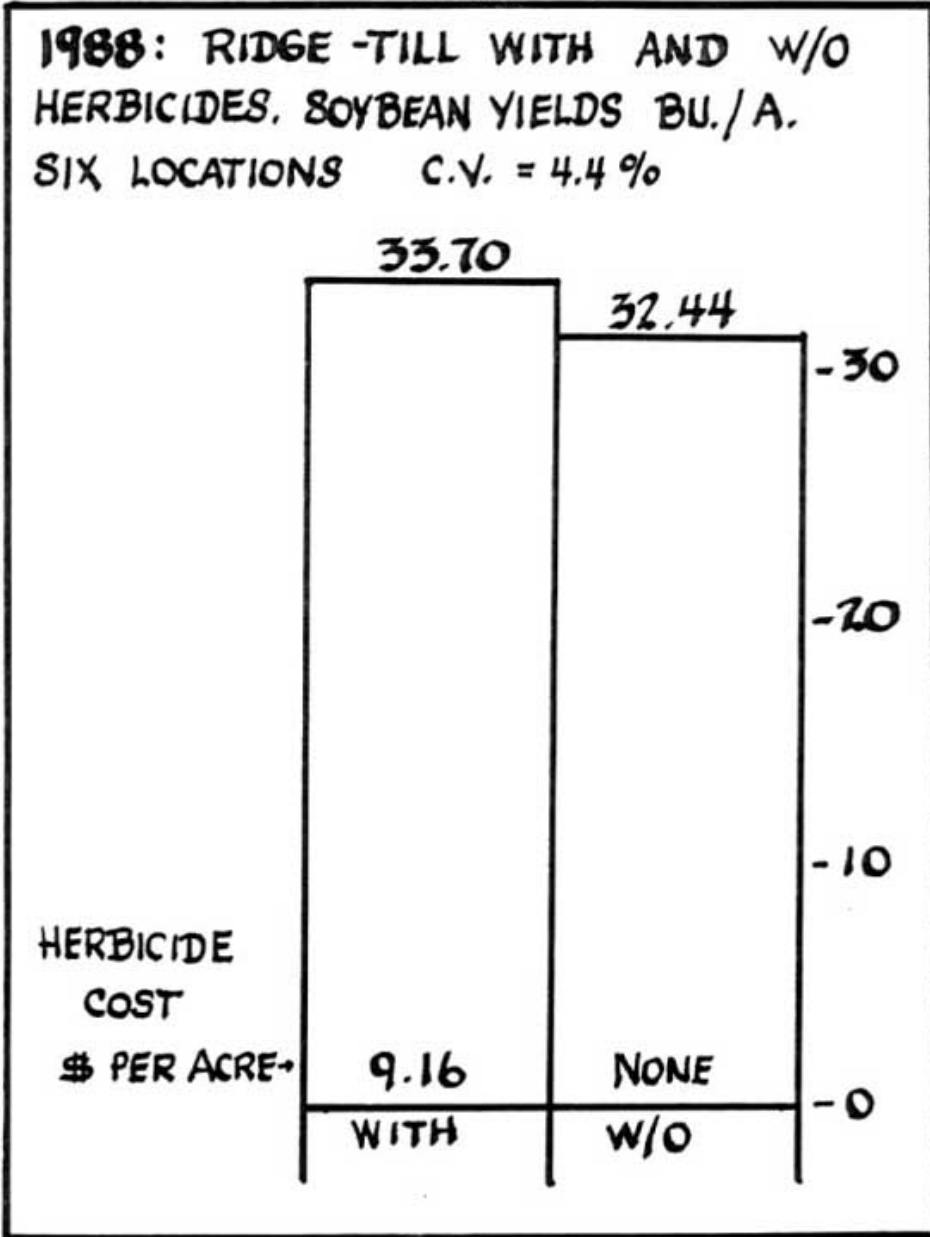 1988: RIDGE-TILL WITH AND W/O
HERBICIDES. SOYBEAN YIELDS BU./A.
SIX LOCATIONS C.V. = 4.4 %
33.70
32.44
-30
-20
-10
HERBICIDE
COST
$ PER ACRE→ 9.16 NONE
-0
WITH W/O